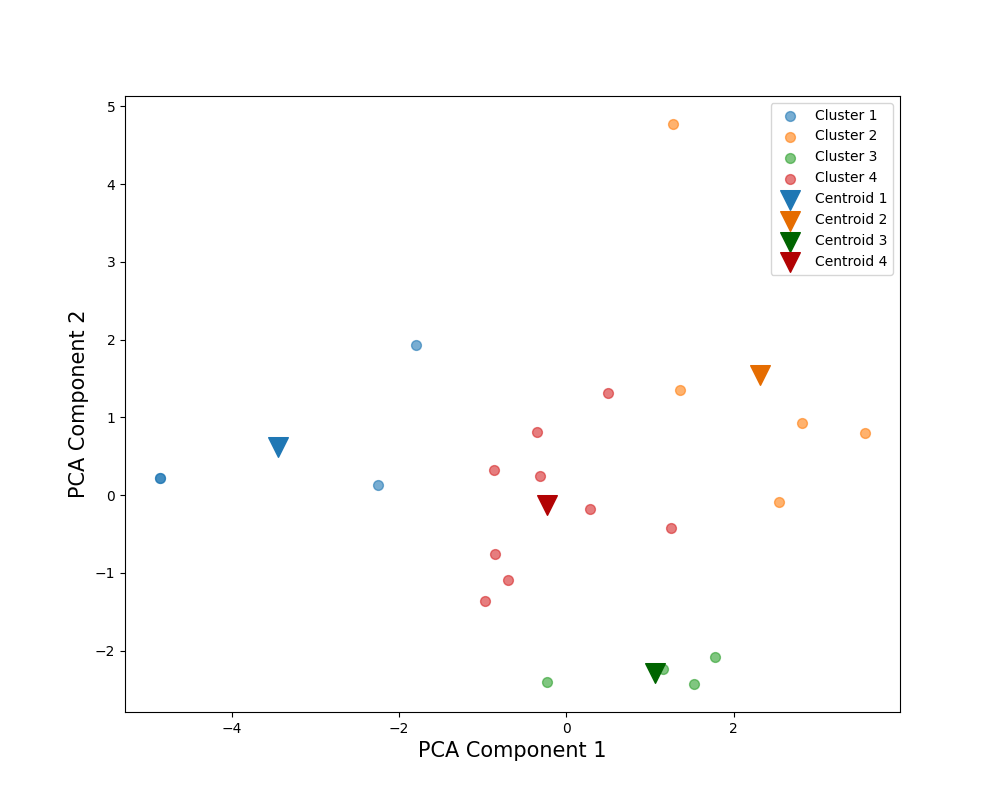 5
4
3
2
1
0
−1
−2
PCA Component 2
−4
−2
0
2
PCA Component 1
Cluster 1
Cluster 2
Cluster 3
Cluster 4
Centroid 1
Centroid 2
Centroid 3
Centroid 4